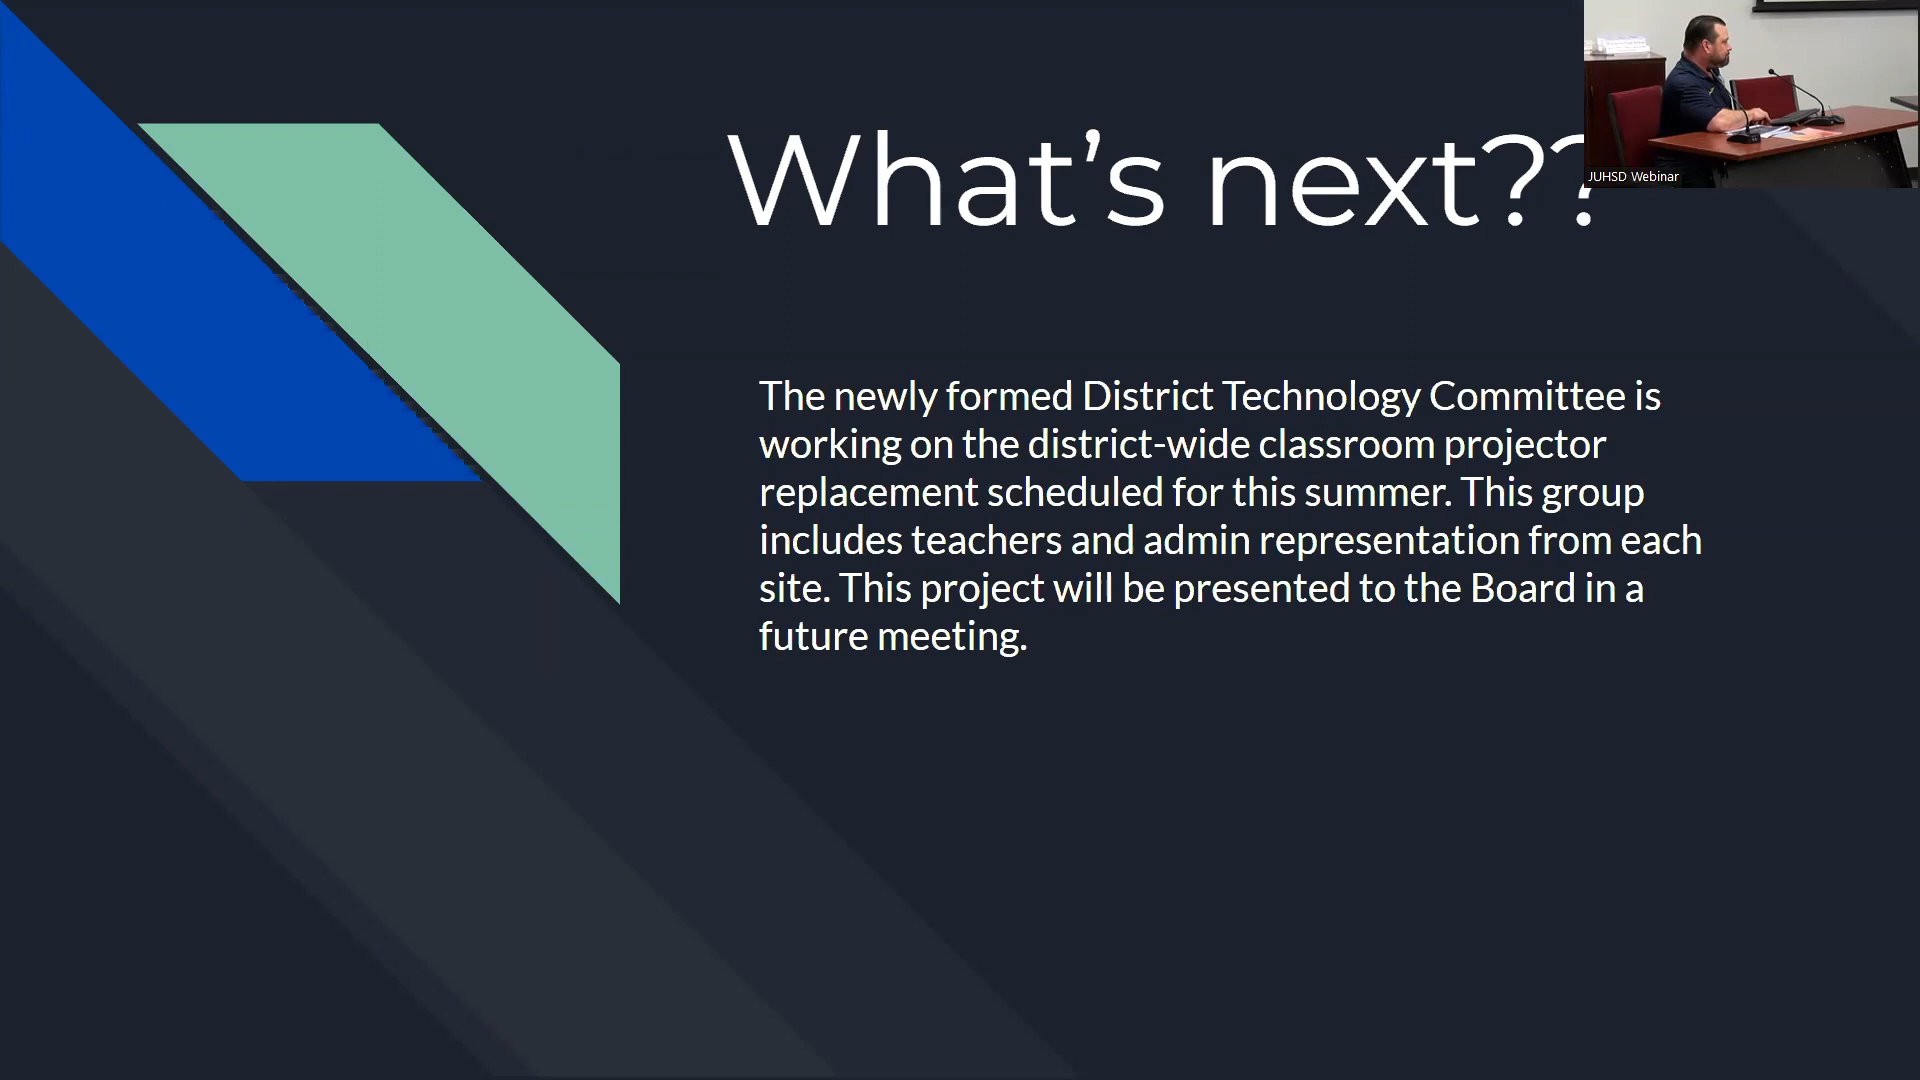 What's next??
JUHSD Webinar
The newly formed District Technology Committee is
working on the district-wide classroom projector
replacement scheduled for this summer. This group
includes teachers and admin representation from each
site. This project will be presented to the Board in a
future meeting.